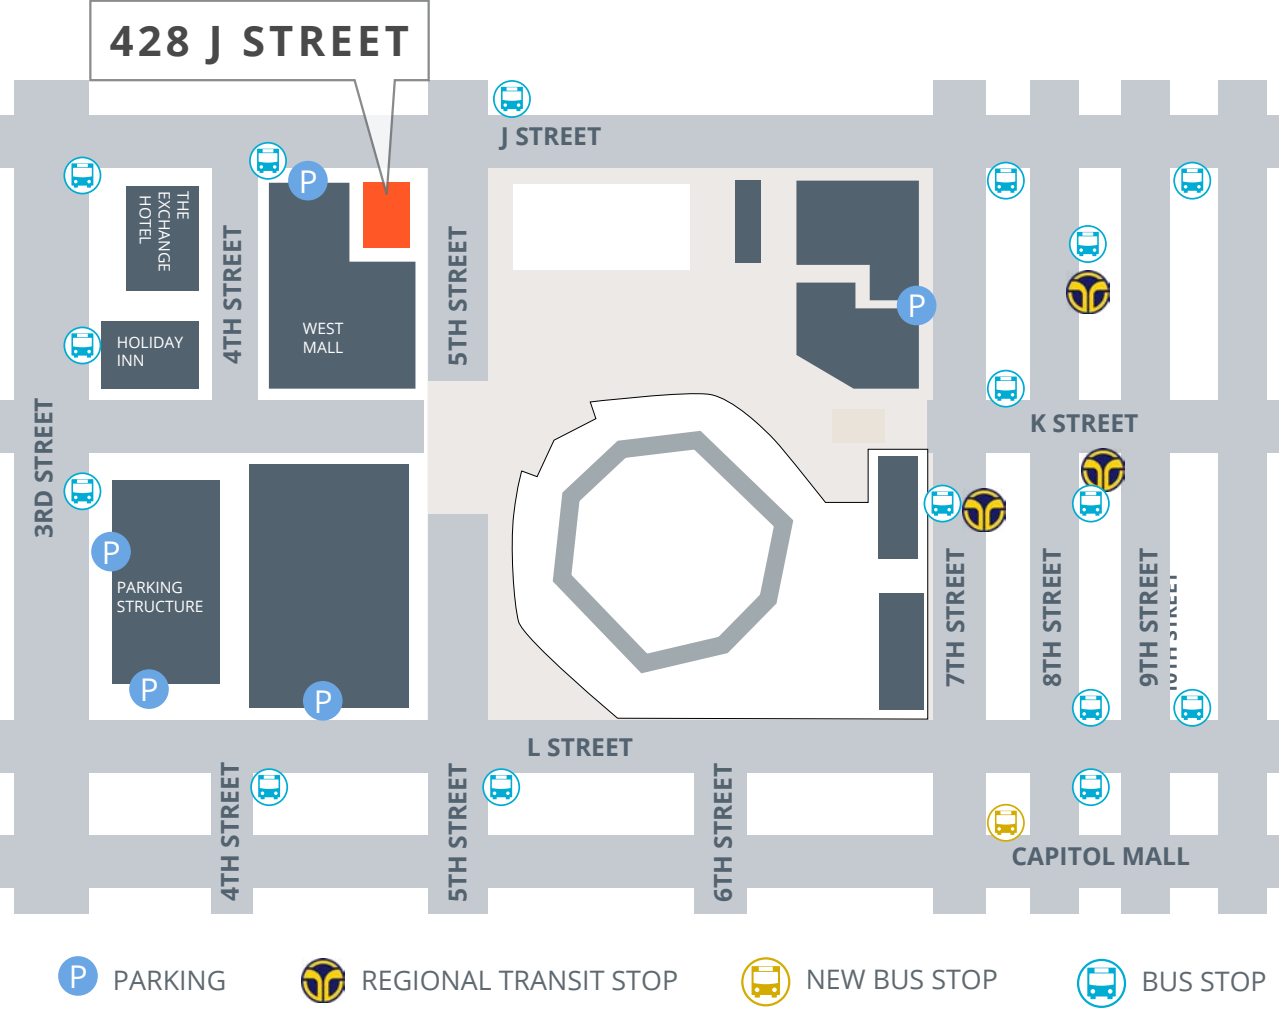 428 J STREET
J STREET
P
THE
EXCHANGE
HOTEL
4TH STREET
5TH STREET
WEST
MALL
HOLIDAY
INN
P
3RD STREET
K STREET
P
PARKING
STRUCTURE
P
P
7TH STREET
8TH STREET
9TH STREET
10TH STREET
L STREET
4TH STREET
5TH STREET
6TH STREET
CAPITOL MALL
P PARKING
REGIONAL TRANSIT STOP
NEW BUS STOP
BUS STOP